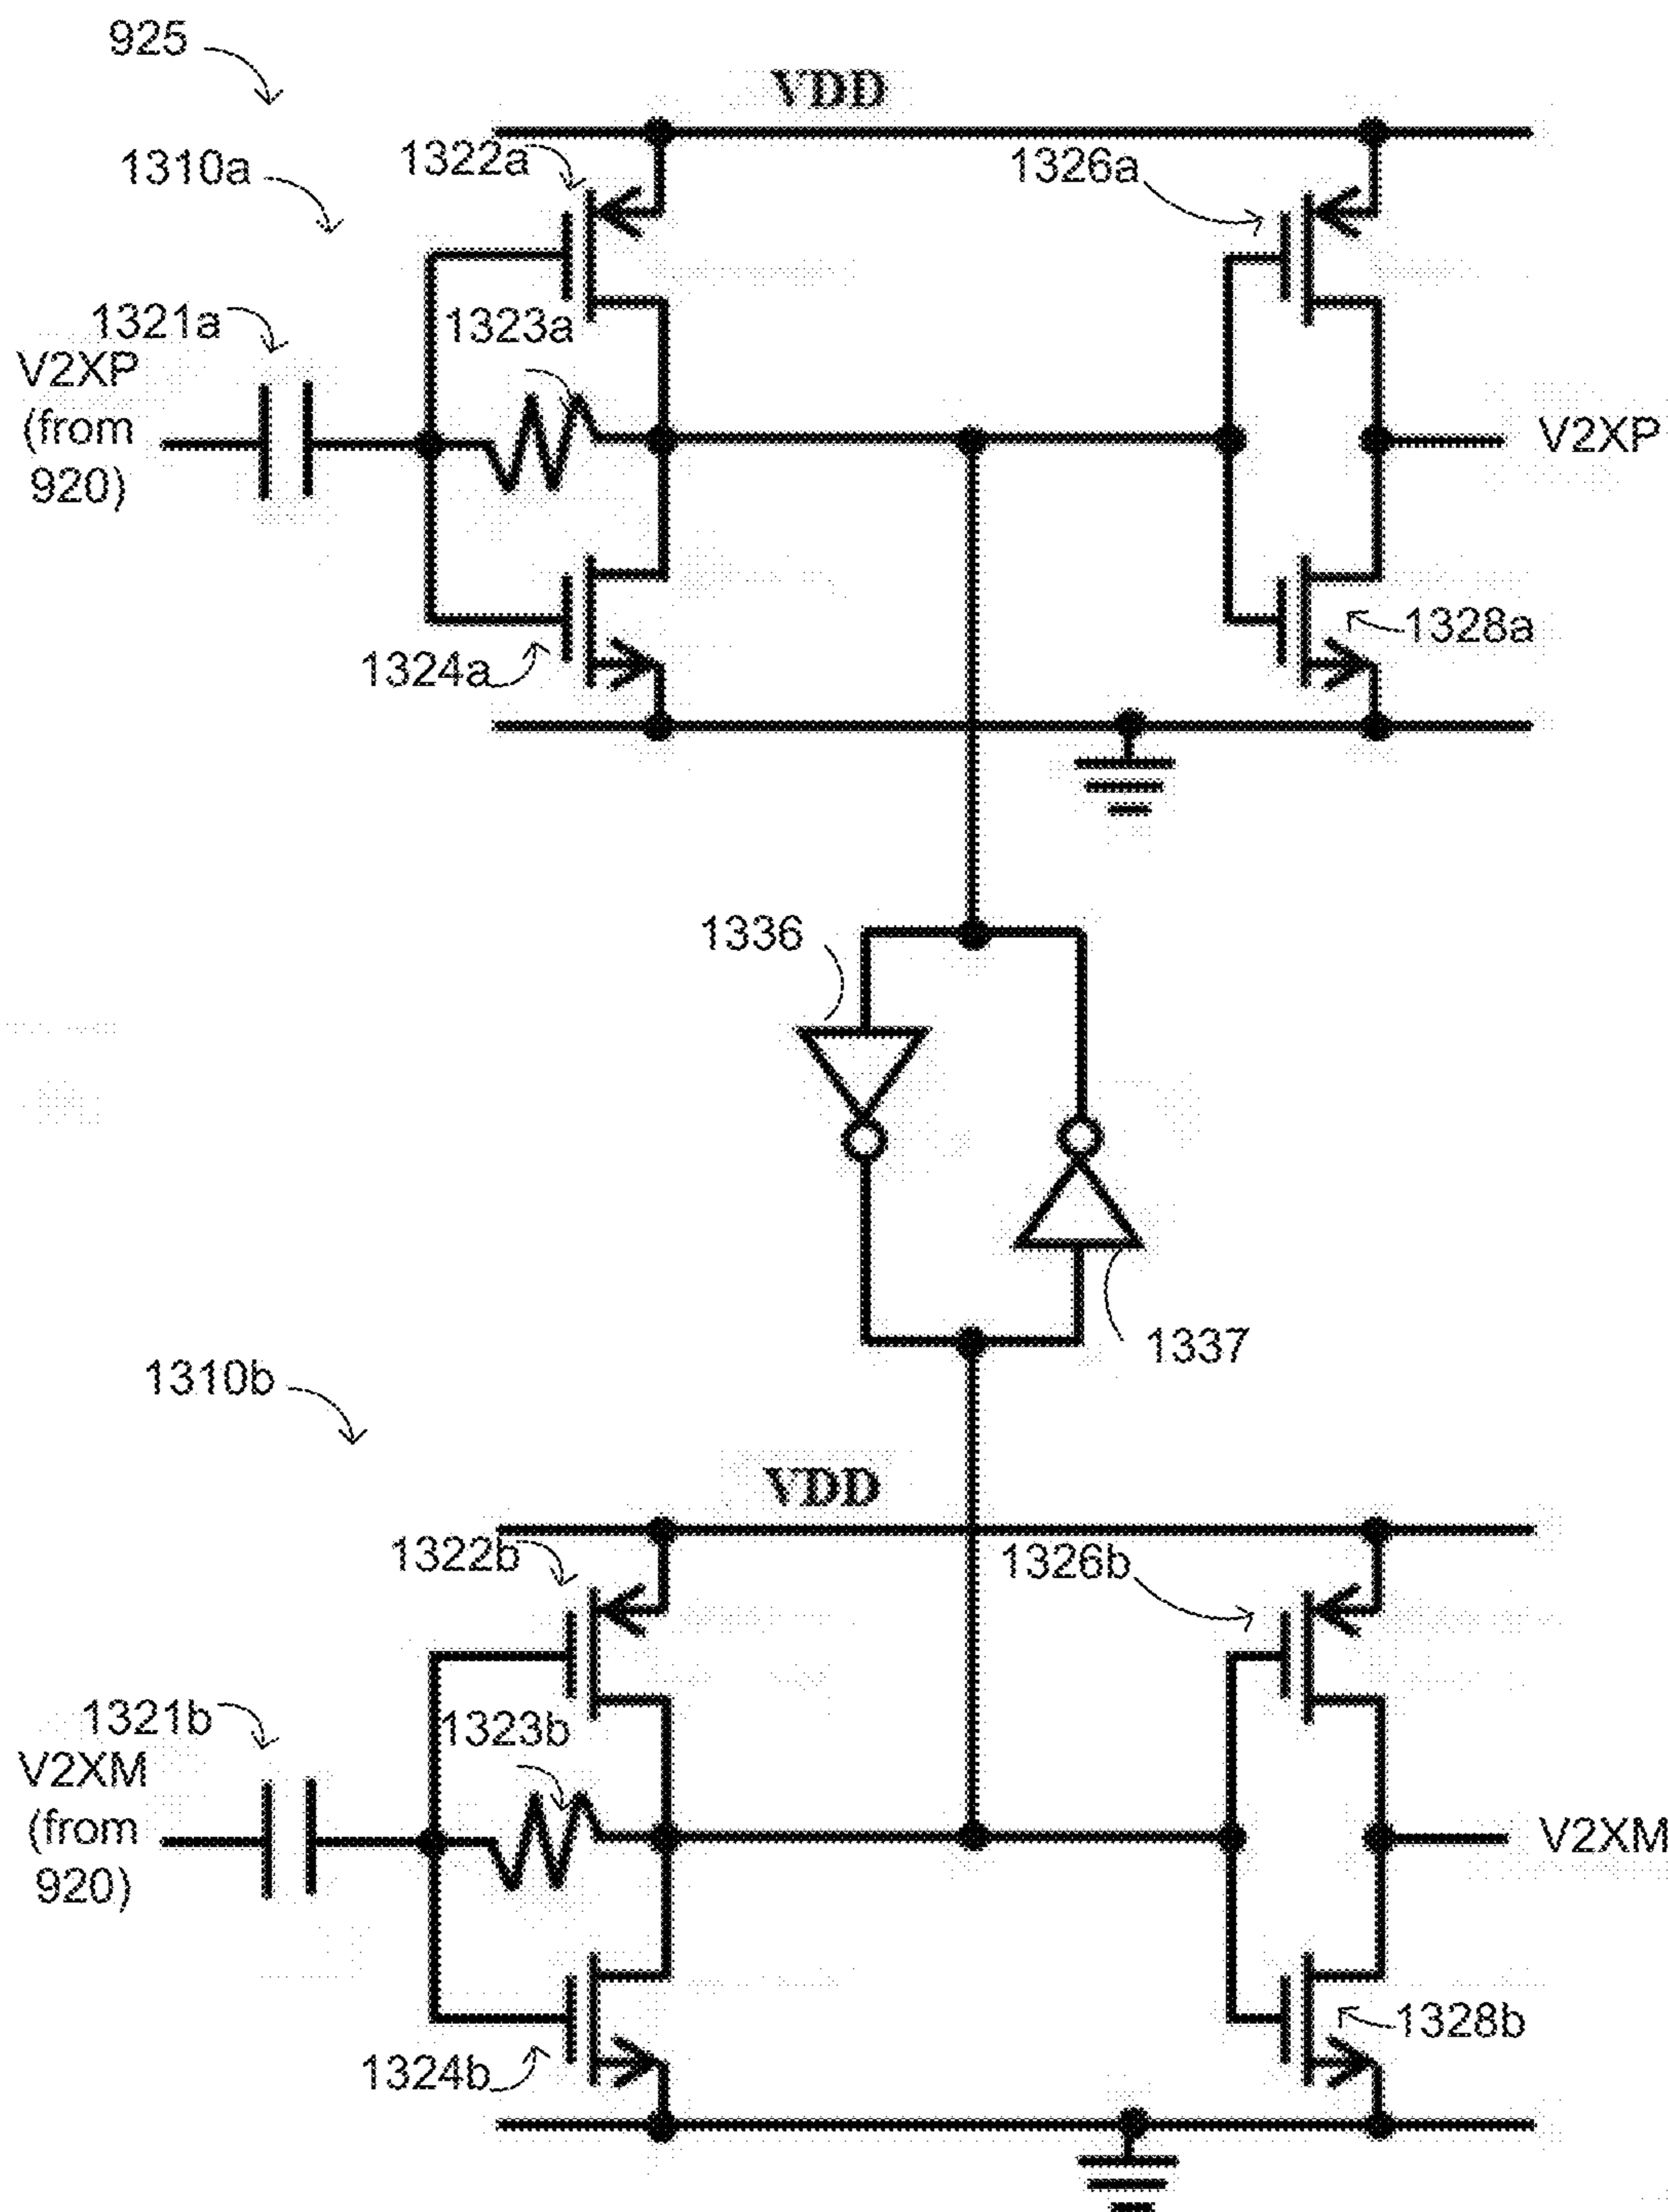 925
VDD
1310a
1322a
1326a
1321a
1323a
V2XP
(from
920)
V2XP
1324a
1328a
1336
1337
1310b
VDD
1322b
1326b
1321b
1323b
V2XM
(from
920)
V2XM
1324b
1328b